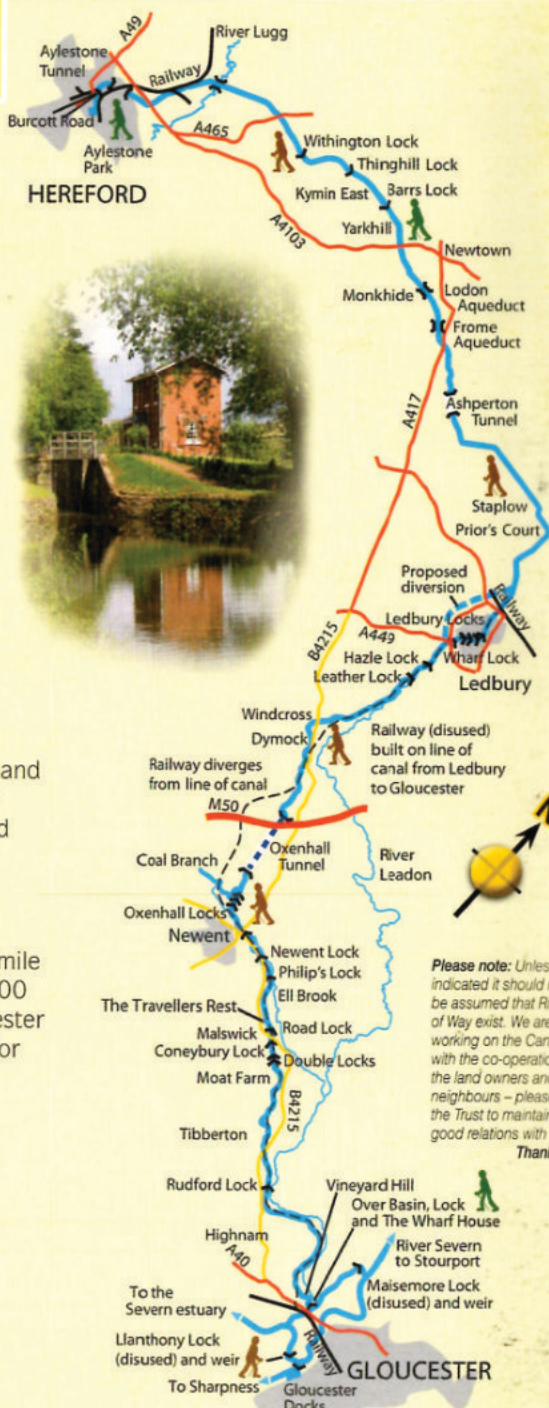 A49
River Lugg
Aylestone
Tunnel
Railway
Burcott Road
Aylestone
Park
A465
HEREFORD
Withington Lock
Thinghill Lock
Kymin East
Barrs Lock
Yarkhill
A4103
Newtown
Monkhide
Lodon
Aqueduct
Frome
Aqueduct
A417
Ashperton
Tunnel
Staplow
Prior's Court
Proposed
diversion
Railway
Ledbury Locks
B4215
A449
Hazle Lock
Wharf Lock
Leather Lock
Ledbury
Windcross
Dymock
Railway (disused)
built on line of
canal from Ledbury
to Gloucester
Railway diverges
from line of canal
and
M50
d
Oxenhall
Tunnel
Coal Branch
River
Leadon
N
Oxenhall Locks
Newent
mile
00
ester
or
Newent Lock
Philip's Lock
Ell Brook
The Travellers Rest
Road Lock
Malswick
Coneybury Lock
Double Locks
Moat Farm
B4215
Tibberton
Please note: Unles
indicated it should
be assumed that Ri
of Way exist. We are
working on the Can
with the co-operatio
the land owners and
neighbours – please
the Trust to maintai
good relations with
Thank
Rudford Lock
Vineyard Hill
Over Basin, Lock
and The Wharf House
Highnam
A40
River Severn
to Stourport
To the
Severn estuary
Maisemore Lock
(disused) and weir
Llanthony Lock
(disused) and weir
Railway
GLOUCESTER
To Sharpness
Gloucester
Docks